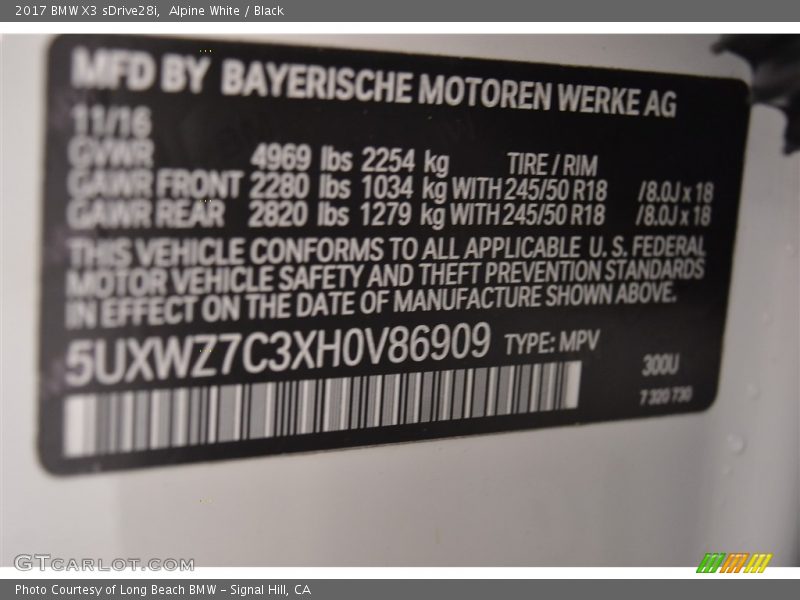 2017 BMW X3 sDrive28i, Alpine White / Black
MFD BY BAYERISCHE MOTOREN WERKE AG
11/16
GVWR 4969 lbs 2254 kg TIRE / RIM
GAWR FRONT 2280 lbs 1034 kg WITH 245/50 R18 /8.0J x 18
GAWR REAR 2820 lbs 1279 kg WITH 245/50 R18 /8.0J x 18
THIS VEHICLE CONFORMS TO ALL APPLICABLE U. S. FEDERAL
MOTOR VEHICLE SAFETY AND THEFT PREVENTION STANDARDS
IN EFFECT ON THE DATE OF MANUFACTURE SHOWN ABOVE.
5UXWZ7C3XH0V86909 TYPE: MPV
300U
7 320 730
GTCARLOT.COM
Photo Courtesy of Long Beach BMW – Signal Hill, CA